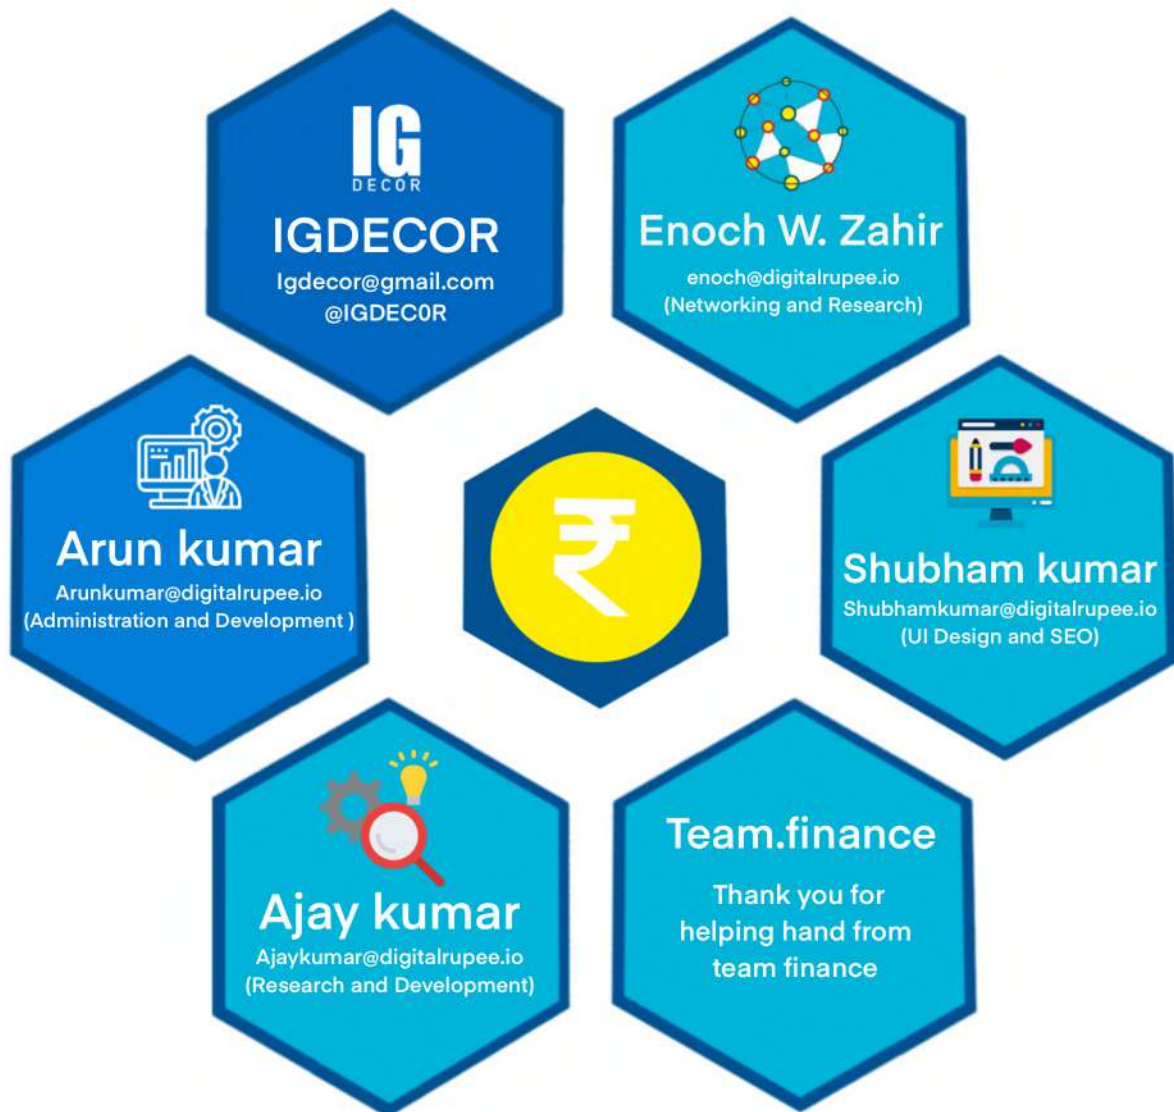 IG
DECOR
IGDECOR
Igdecor@gmail.com
@IGDEC0R
Enoch W. Zahir
enoch@digitalrupee.io
(Networking and Research)
Arun kumar
Arunkumar@digitalrupee.io
(Administration and Development )
₹
Shubham kumar
Shubhamkumar@digitalrupee.io
(UI Design and SEO)
Ajay kumar
Ajaykumar@digitalrupee.io
(Research and Development)
Team.finance
Thank you for
helping hand from
team finance